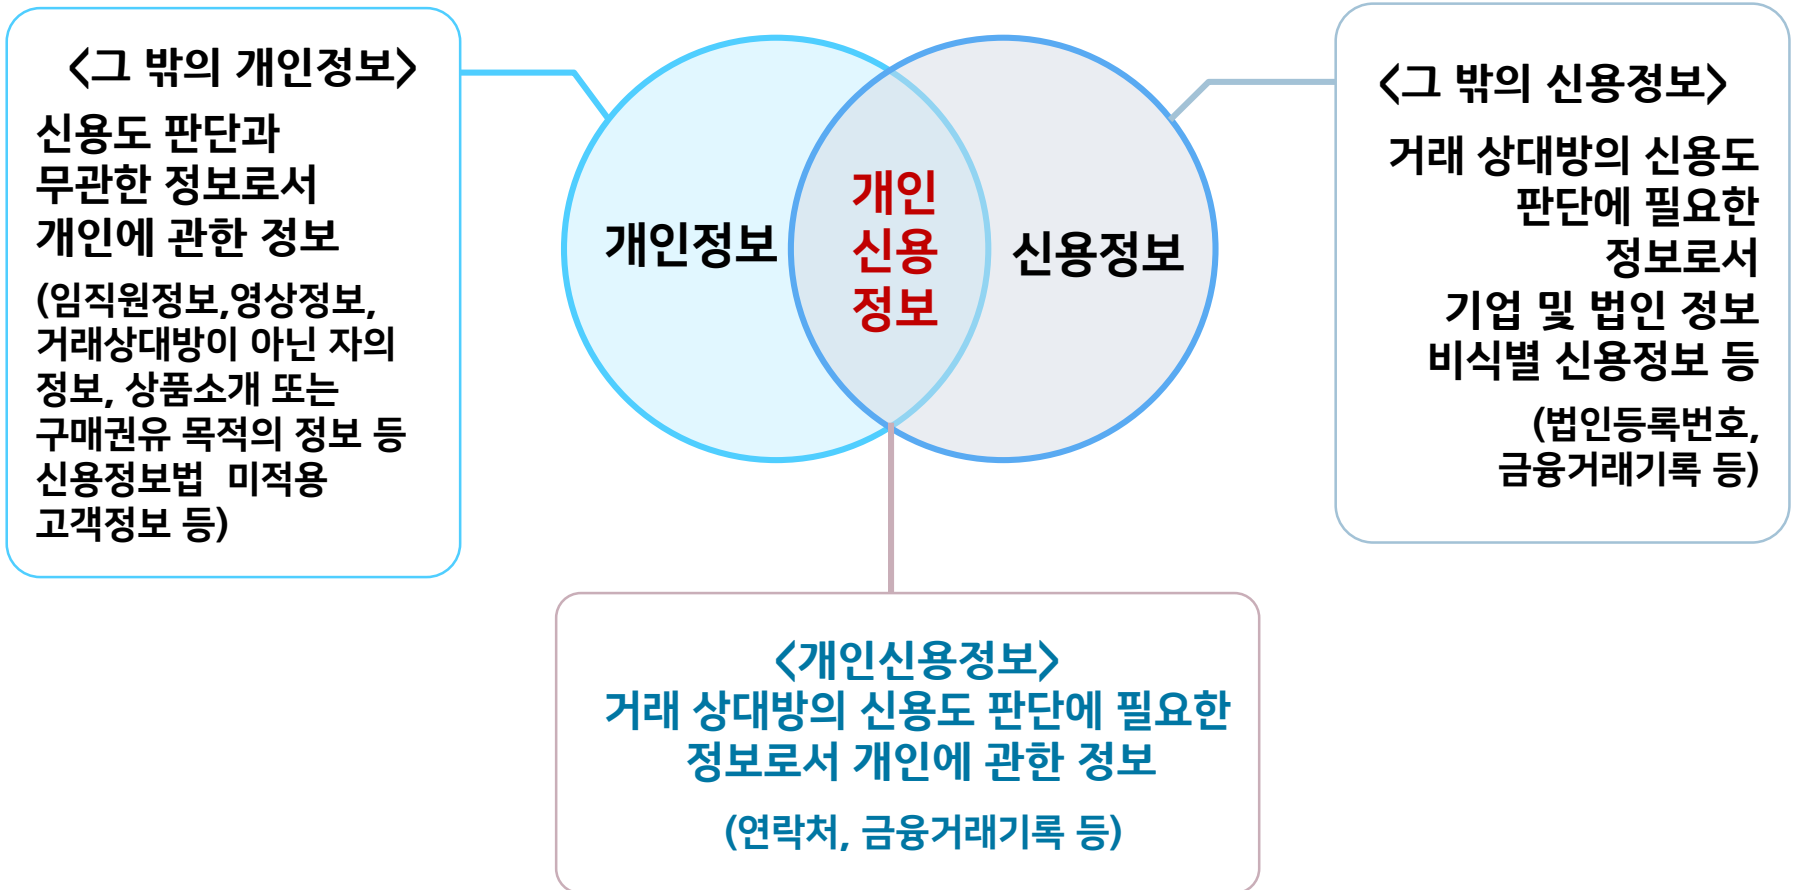 <그 밖의 개인정보>
신용도 판단과
무관한 정보로서
개인에 관한 정보
(임직원정보,영상정보,
거래상대방이 아닌 자의
정보, 상품소개 또는
구매권유 목적의 정보 등
신용정보법 미적용
고객정보 등)
개인정보
개인
신용
정보
신용정보
<그 밖의 신용정보>
거래 상대방의 신용도
판단에 필요한
정보로서
기업 및 법인 정보
비식별 신용정보 등
(법인등록번호,
금융거래기록 등)
<개인신용정보>
거래 상대방의 신용도 판단에 필요한
정보로서 개인에 관한 정보
(연락처, 금융거래기록 등)